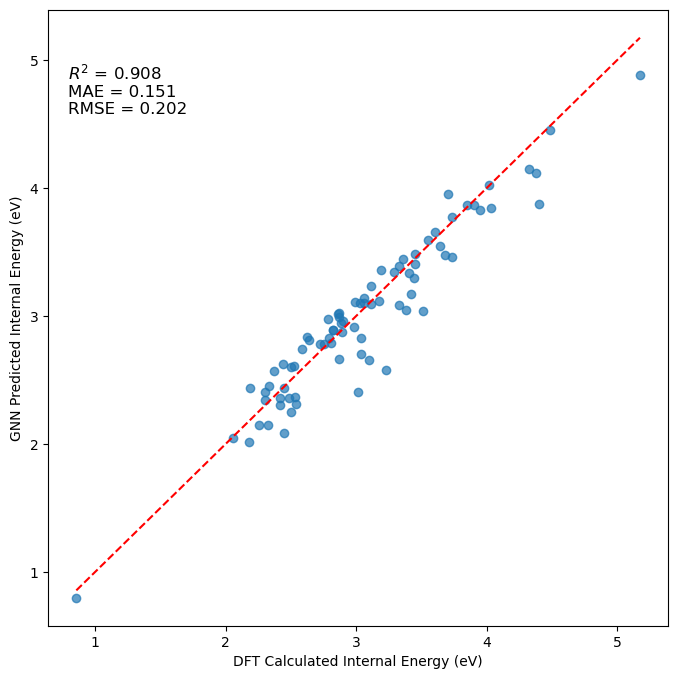 R² = 0.908
MAE = 0.151
RMSE = 0.202
GNN Predicted Internal Energy (eV)
5
4
3
2
1
1 2 3 4 5
DFT Calculated Internal Energy (eV)